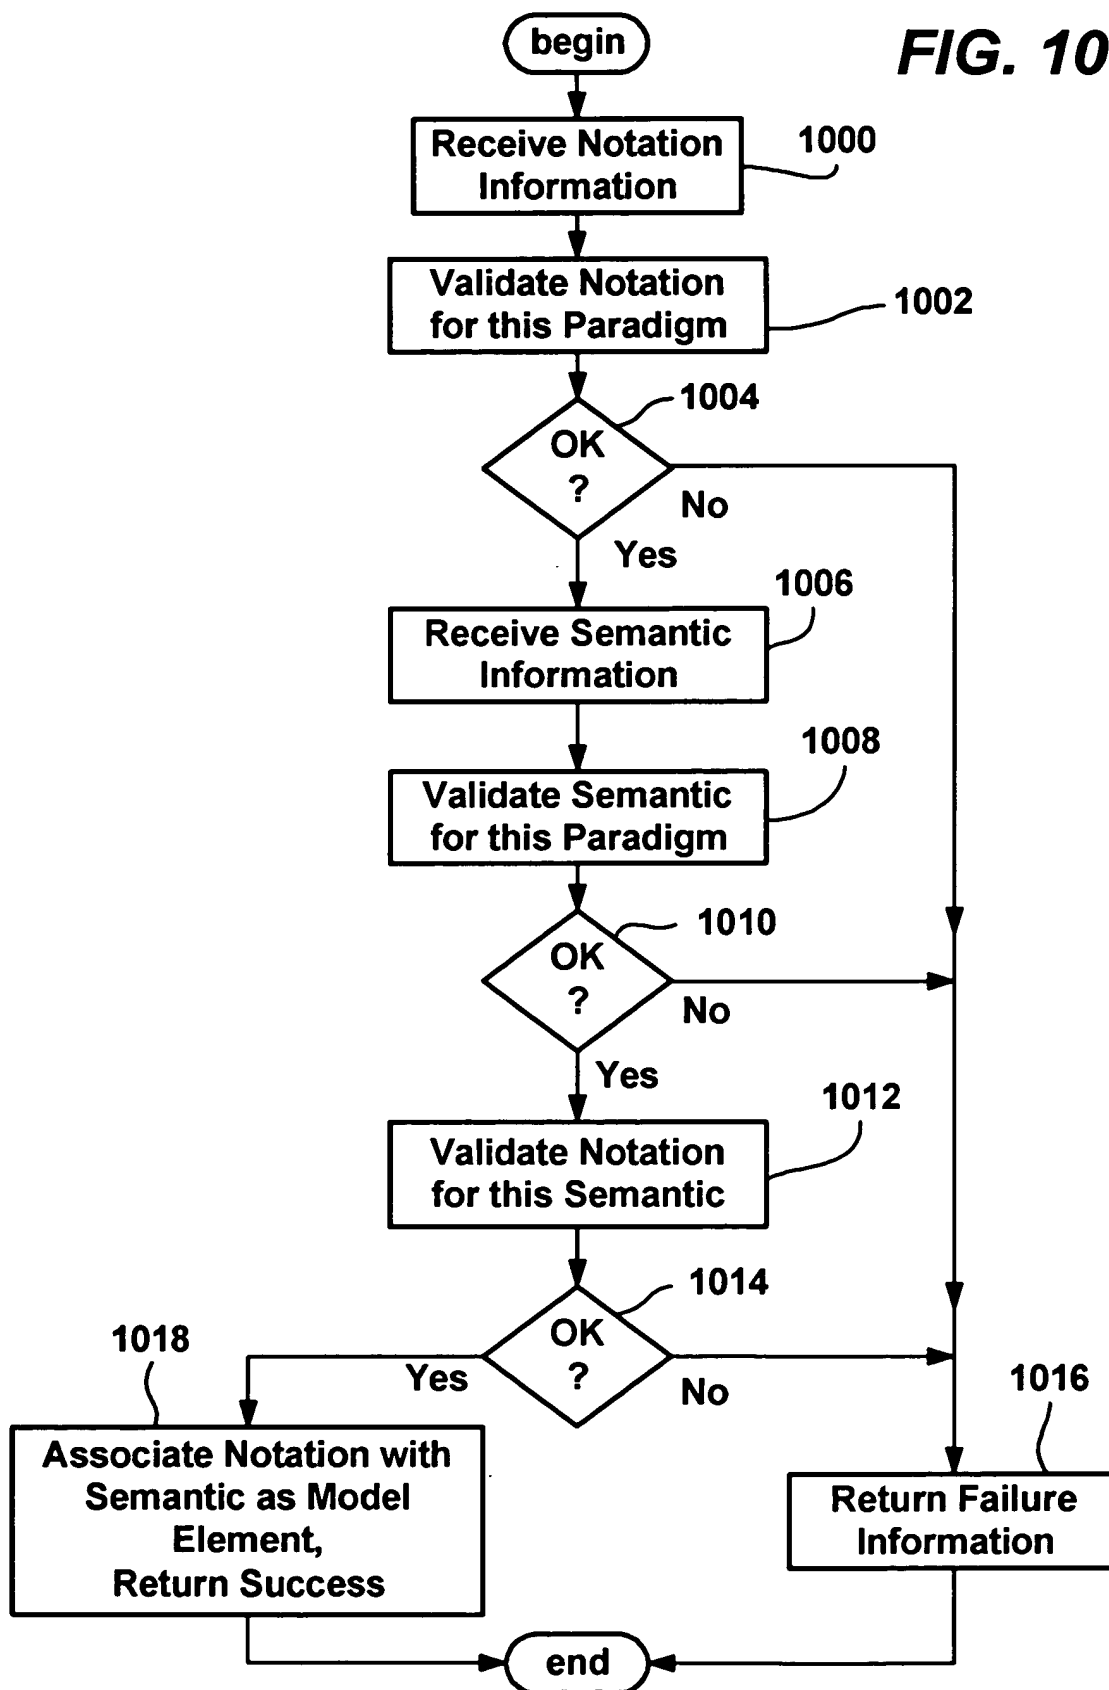 begin
FIG. 10
Receive Notation
Information
1000
Validate Notation
for this Paradigm
1002
1004
OK
?
No
Yes
1006
Receive Semantic
Information
1008
Validate Semantic
for this Paradigm
1010
OK
?
No
Yes
1012
Validate Notation
for this Semantic
1014
OK
?
1018
Yes
No
1016
Associate Notation with
Semantic as Model
Element,
Return Success
Return Failure
Information
end